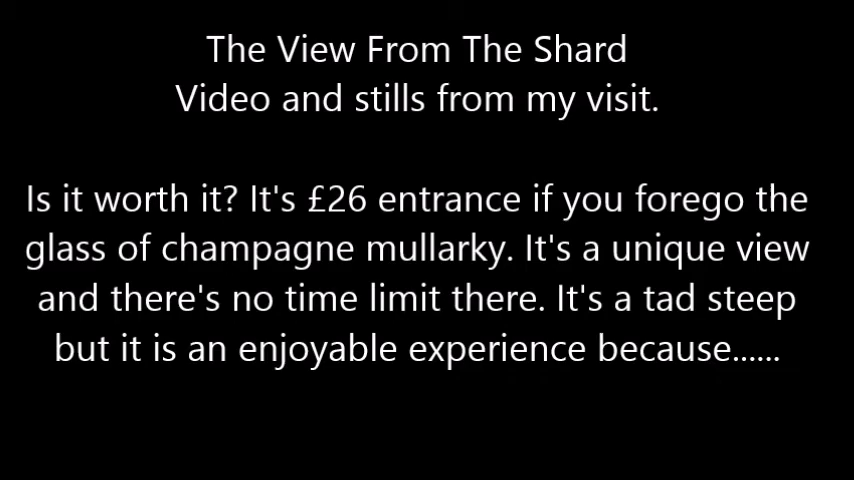 The View From The Shard
Video and stills from my visit.
Is it worth it? It's £26 entrance if you forego the
glass of champagne mullarky. It's a unique view
and there's no time limit there. It's a tad steep
but it is an enjoyable experience because......